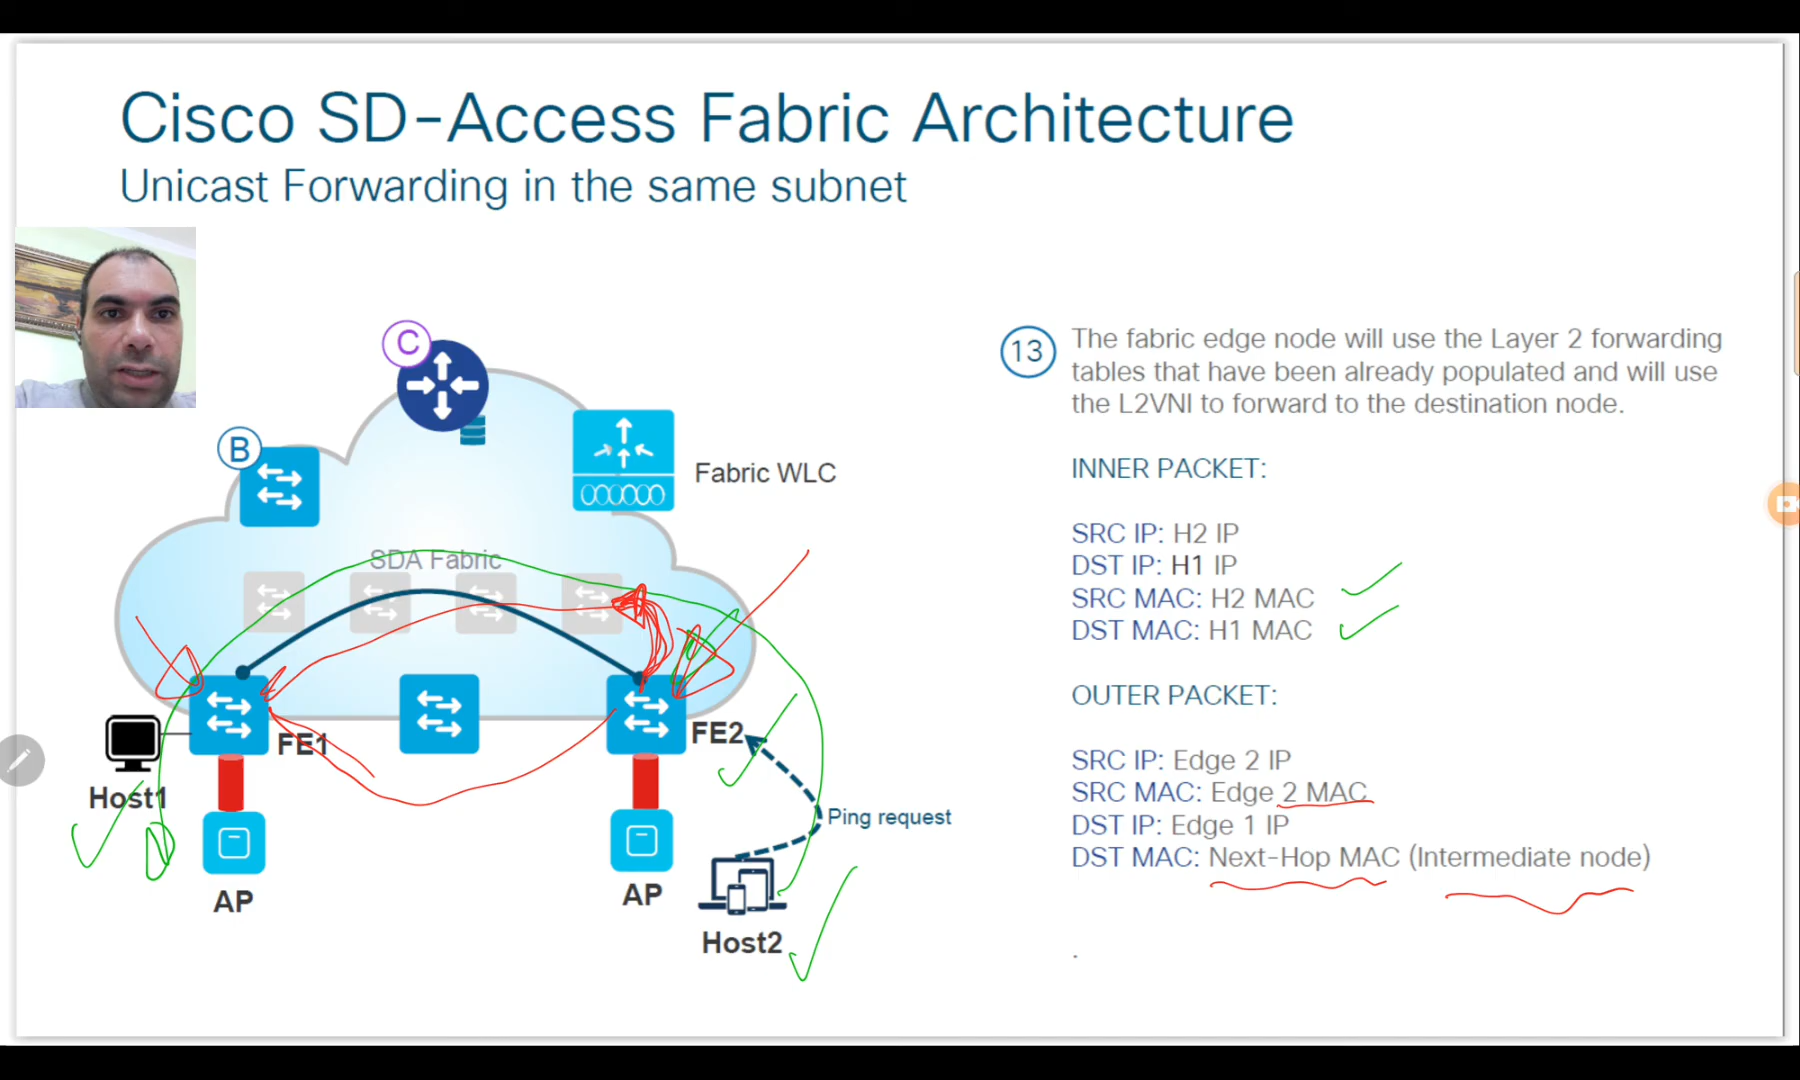 Cisco SD-Access Fabric Architecture
Unicast Forwarding in the same subnet
C
B
Fabric WLC
SDA Fabric
FE1
FE2
Host1
Ping request
AP
AP
Host2
13
The fabric edge node will use the Layer 2 forwarding
tables that have been already populated and will use
the L2VNI to forward to the destination node.
INNER PACKET:
SRC IP: H2 IP
DST IP: H1 IP
SRC MAC: H2 MAC
DST MAC: H1 MAC
OUTER PACKET:
SRC IP: Edge 2 IP
SRC MAC: Edge 2 MAC
DST IP: Edge 1 IP
DST MAC: Next-Hop MAC (Intermediate node)
.